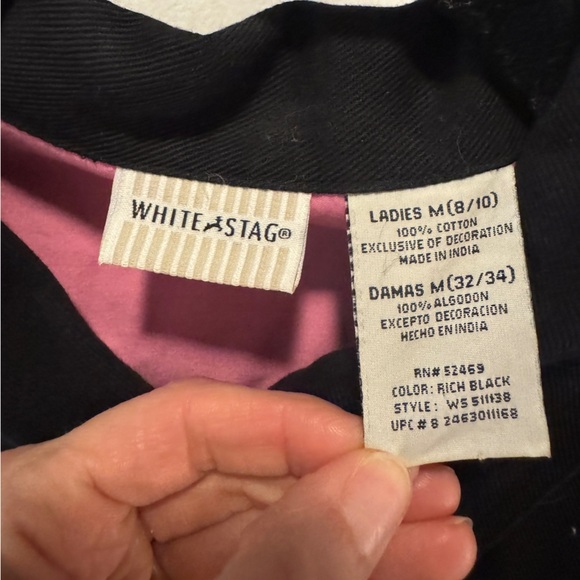 WHITE STAG®
LADIES M(8/10)
100% COTTON
EXCLUSIVE OF DECORATION
MADE IN INDIA
DAMAS M(32/34)
100% ALGODON
EXCEPTO DECORACION
HECHO EN INDIA
RN# 52469
COLOR: RICH BLACK
STYLE: WS 511138
UPC # 8 2463011168